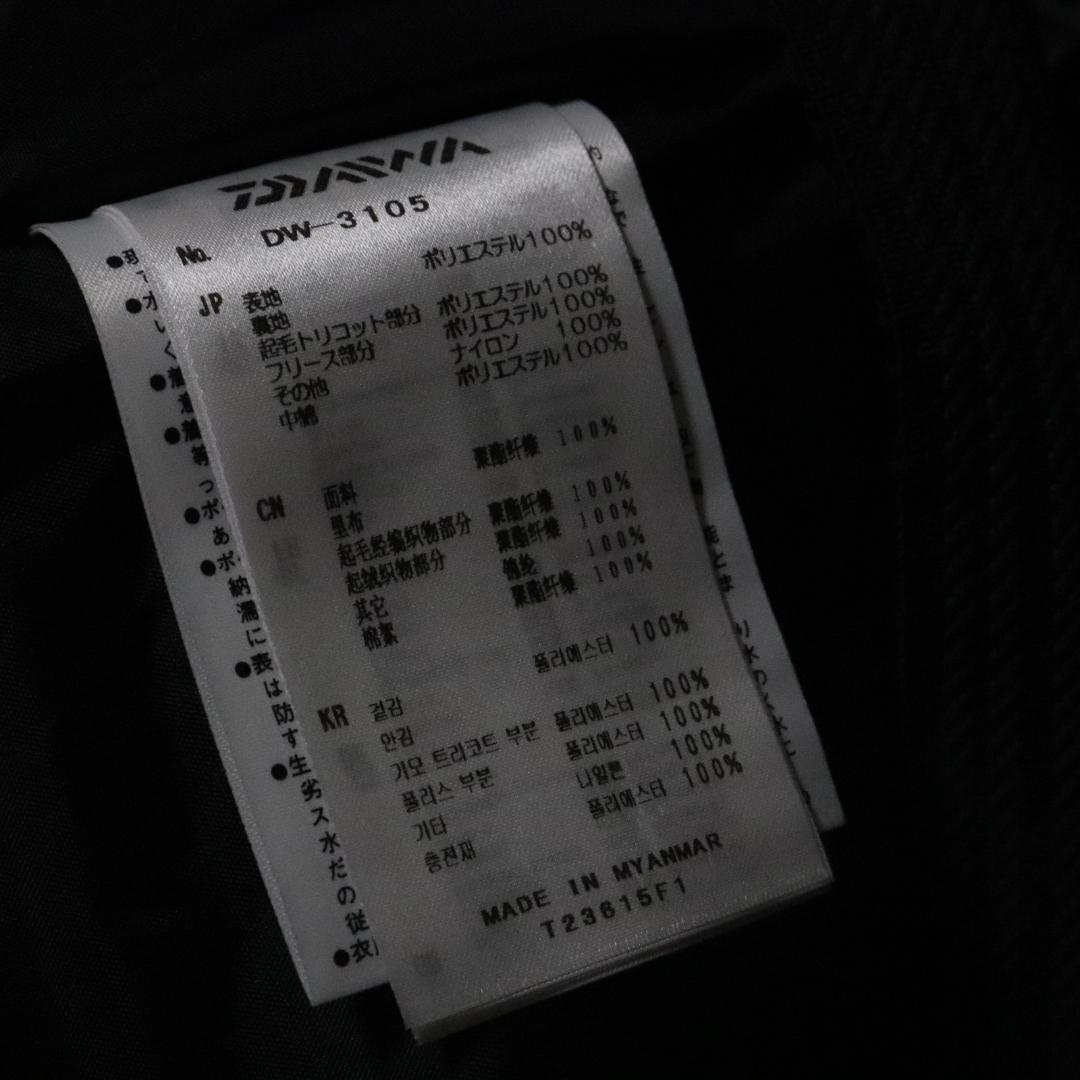 DAIWA
No. DW-3105
JP 表地 ポリエステル100%
裏地
起毛トリコット部分 ポリエステル100%
フリース部分 ポリエステル100%
その他 ナイロン 100%
中綿 ポリエステル100%
CN 面料 聚酯纤维 100%
里布
起毛经编织物部分 聚酯纤维 100%
起绒织物部分 聚酯纤维 100%
其它 锦纶 100%
棉絮 聚酯纤维 100%
KR 겉감 폴리에스터 100%
안감
기모 트리코트 부분 폴리에스터 100%
플리스 부분 폴리에스터 100%
기타 나일론 100%
충전재 폴리에스터 100%
MADE IN MYANMAR
T23615F1